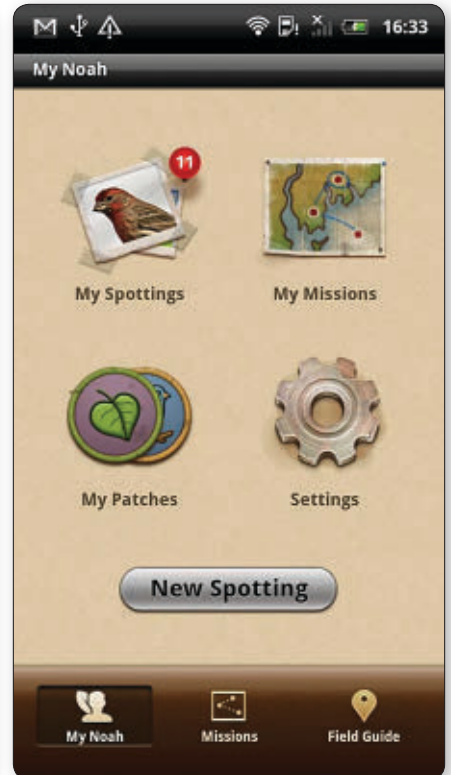 16:33
My Noah
11
My Spottings
My Missions
My Patches
Settings
New Spotting
My Noah
Missions
Field Guide